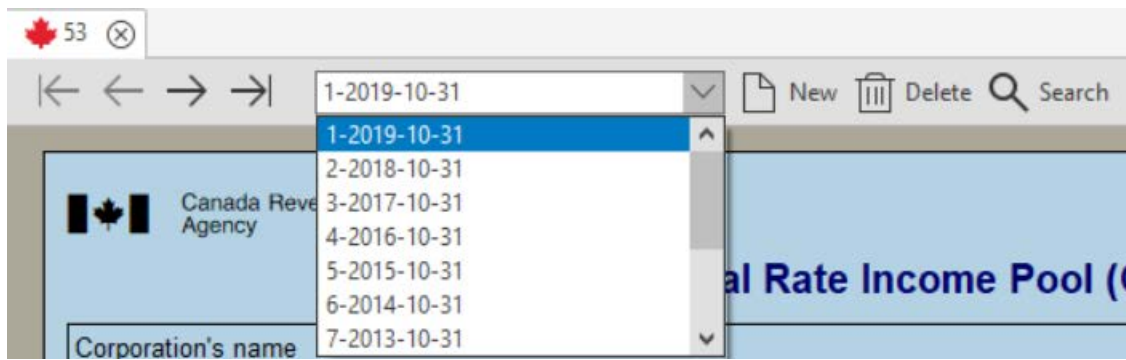 53
1-2019-10-31 New Delete Search
1-2019-10-31
2-2018-10-31
Canada
3-2017-10-31
Agency
4-2016-10-31
5-2015-10-31
al Rate Income Pool (
6-2014-10-31
7-2013-10-31
Corporation's name